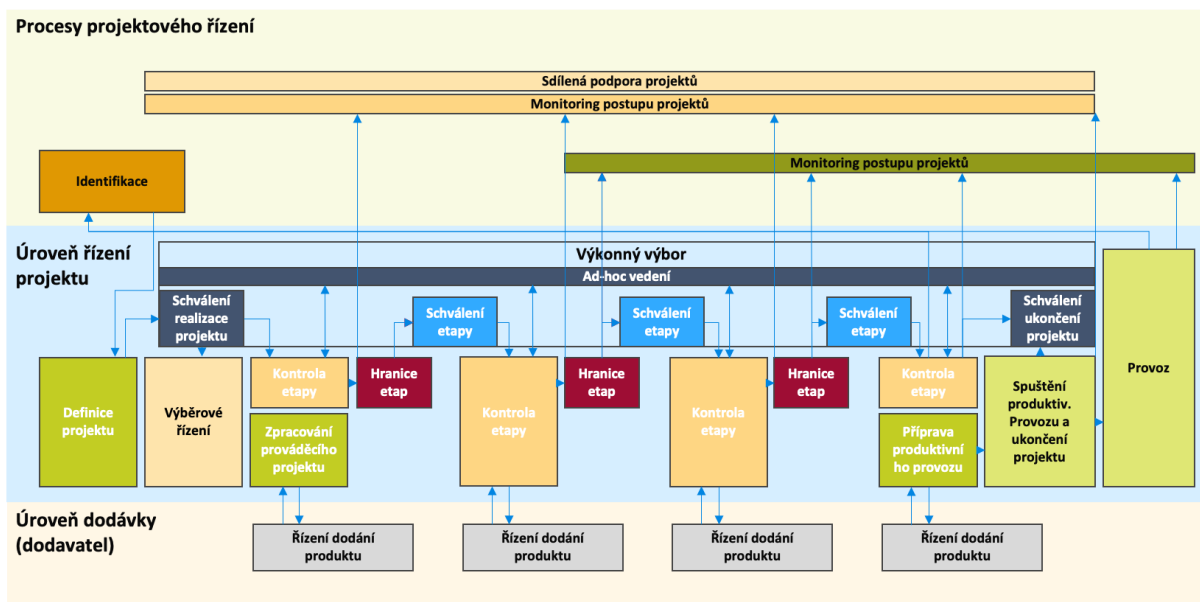 Procesy projektového řízení
Sdílená podpora projektů
Monitoring postupu projektů
Monitoring postupu projektů
Identifikace
Úroveň řízení
projektu
Výkonný výbor
Ad-hoc vedení
Schválení
realizace
projektu
Schválení
etapy
Schválení
etapy
Schválení
etapy
Schválení
ukončení
projektu
Definice
projektu
Výběrové
řízení
Kontrola
etapy
Zpracování
prováděcího
projektu
Hranice
etap
Kontrola
etapy
Hranice
etap
Kontrola
etapy
Hranice
etap
Kontrola
etapy
Příprava
produktivní
ho provozu
Spuštění
produktiv.
Provozu a
ukončení
projektu
Provoz
Úroveň dodávky
(dodavatel)
Řízení dodání
produktu
Řízení dodání
produktu
Řízení dodání
produktu
Řízení dodání
produktu